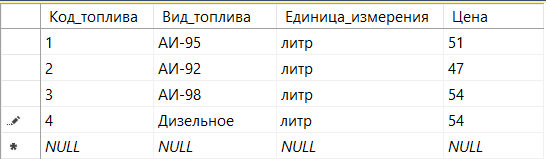 Код_топлива Вид_топлива Единица_измерения Цена
1 АИ-95 литр 51
2 АИ-92 литр 47
3 АИ-98 литр 54
4 Дизельное литр 54
NULL NULL NULL NULL